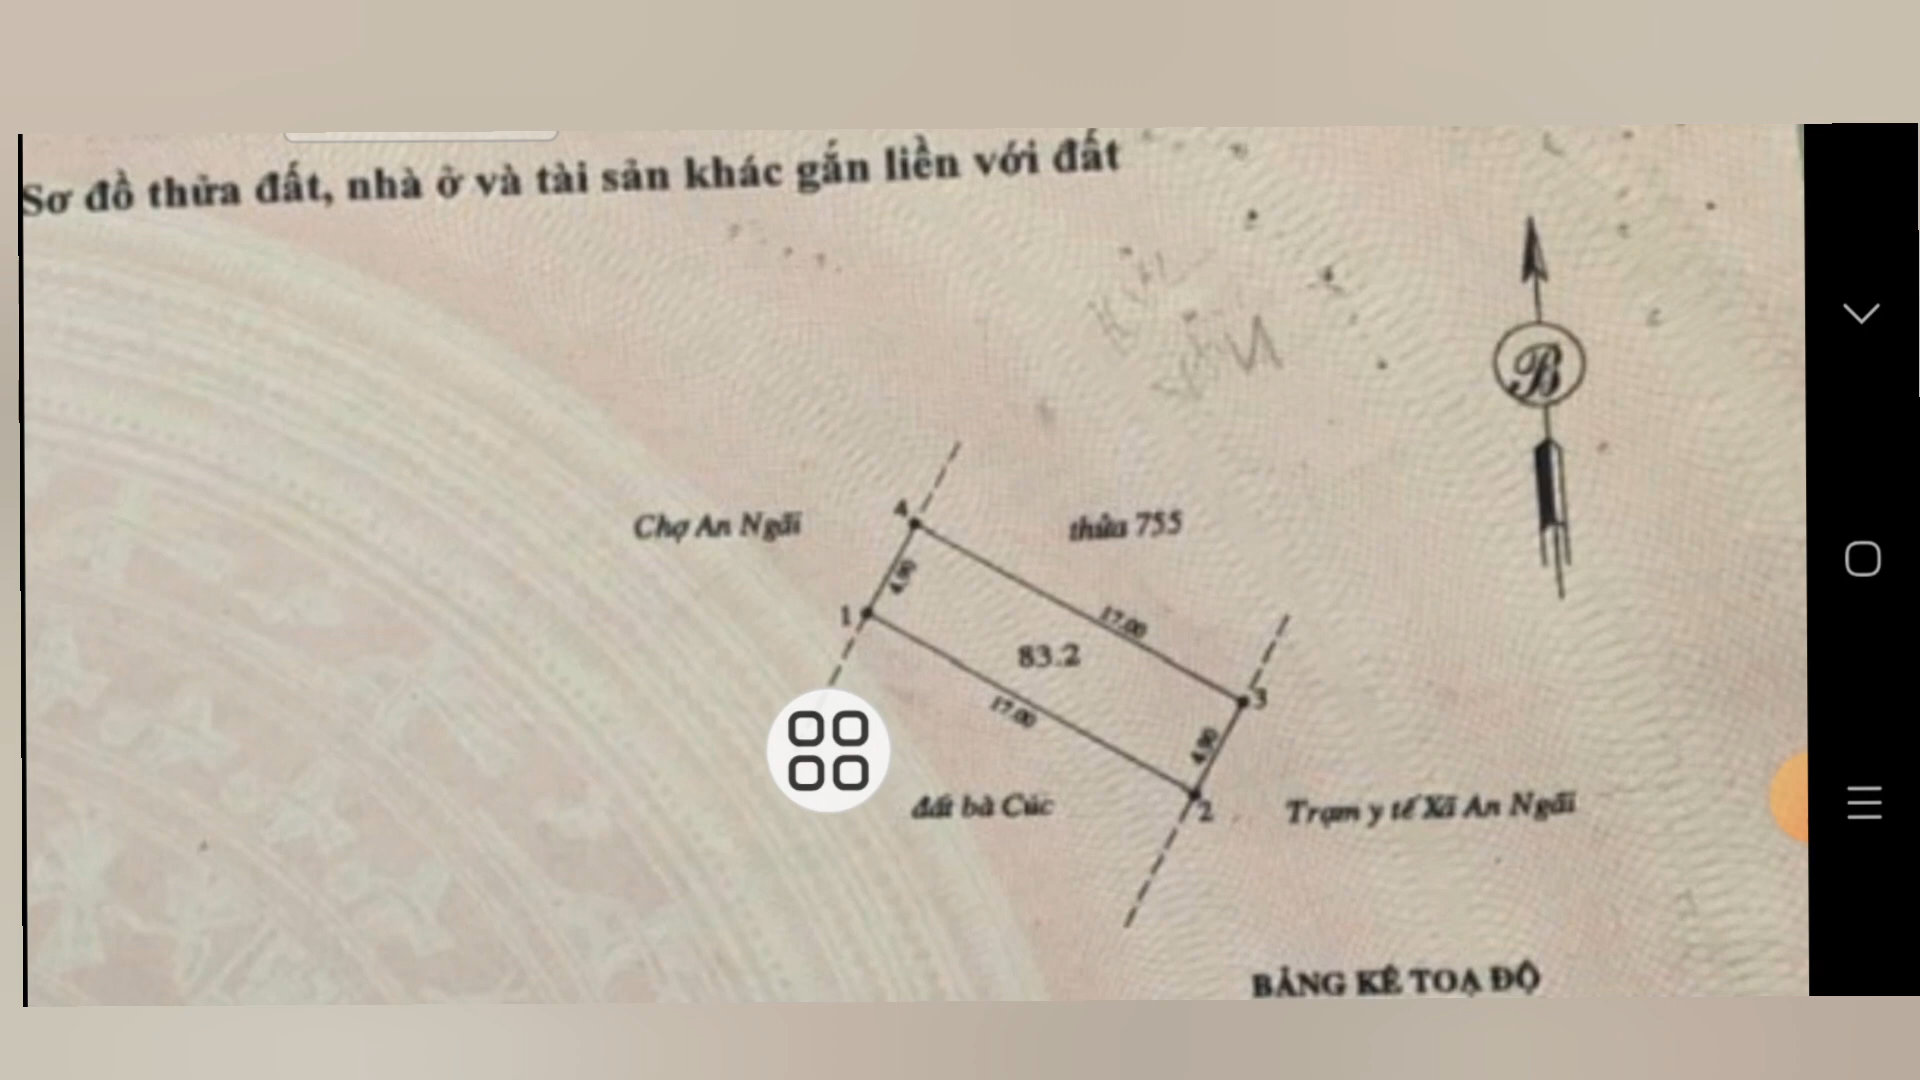 Sơ đồ thửa đất, nhà ở và tài sản khác gắn liền với đất
B
Chợ An Ngãi
4
thửa 755
4.90
1
17.00
83.2
3
17.00
4.90
đất bà Cúc
2
Trạm y tế Xã An Ngãi
BẢNG KÊ TOẠ ĐỘ